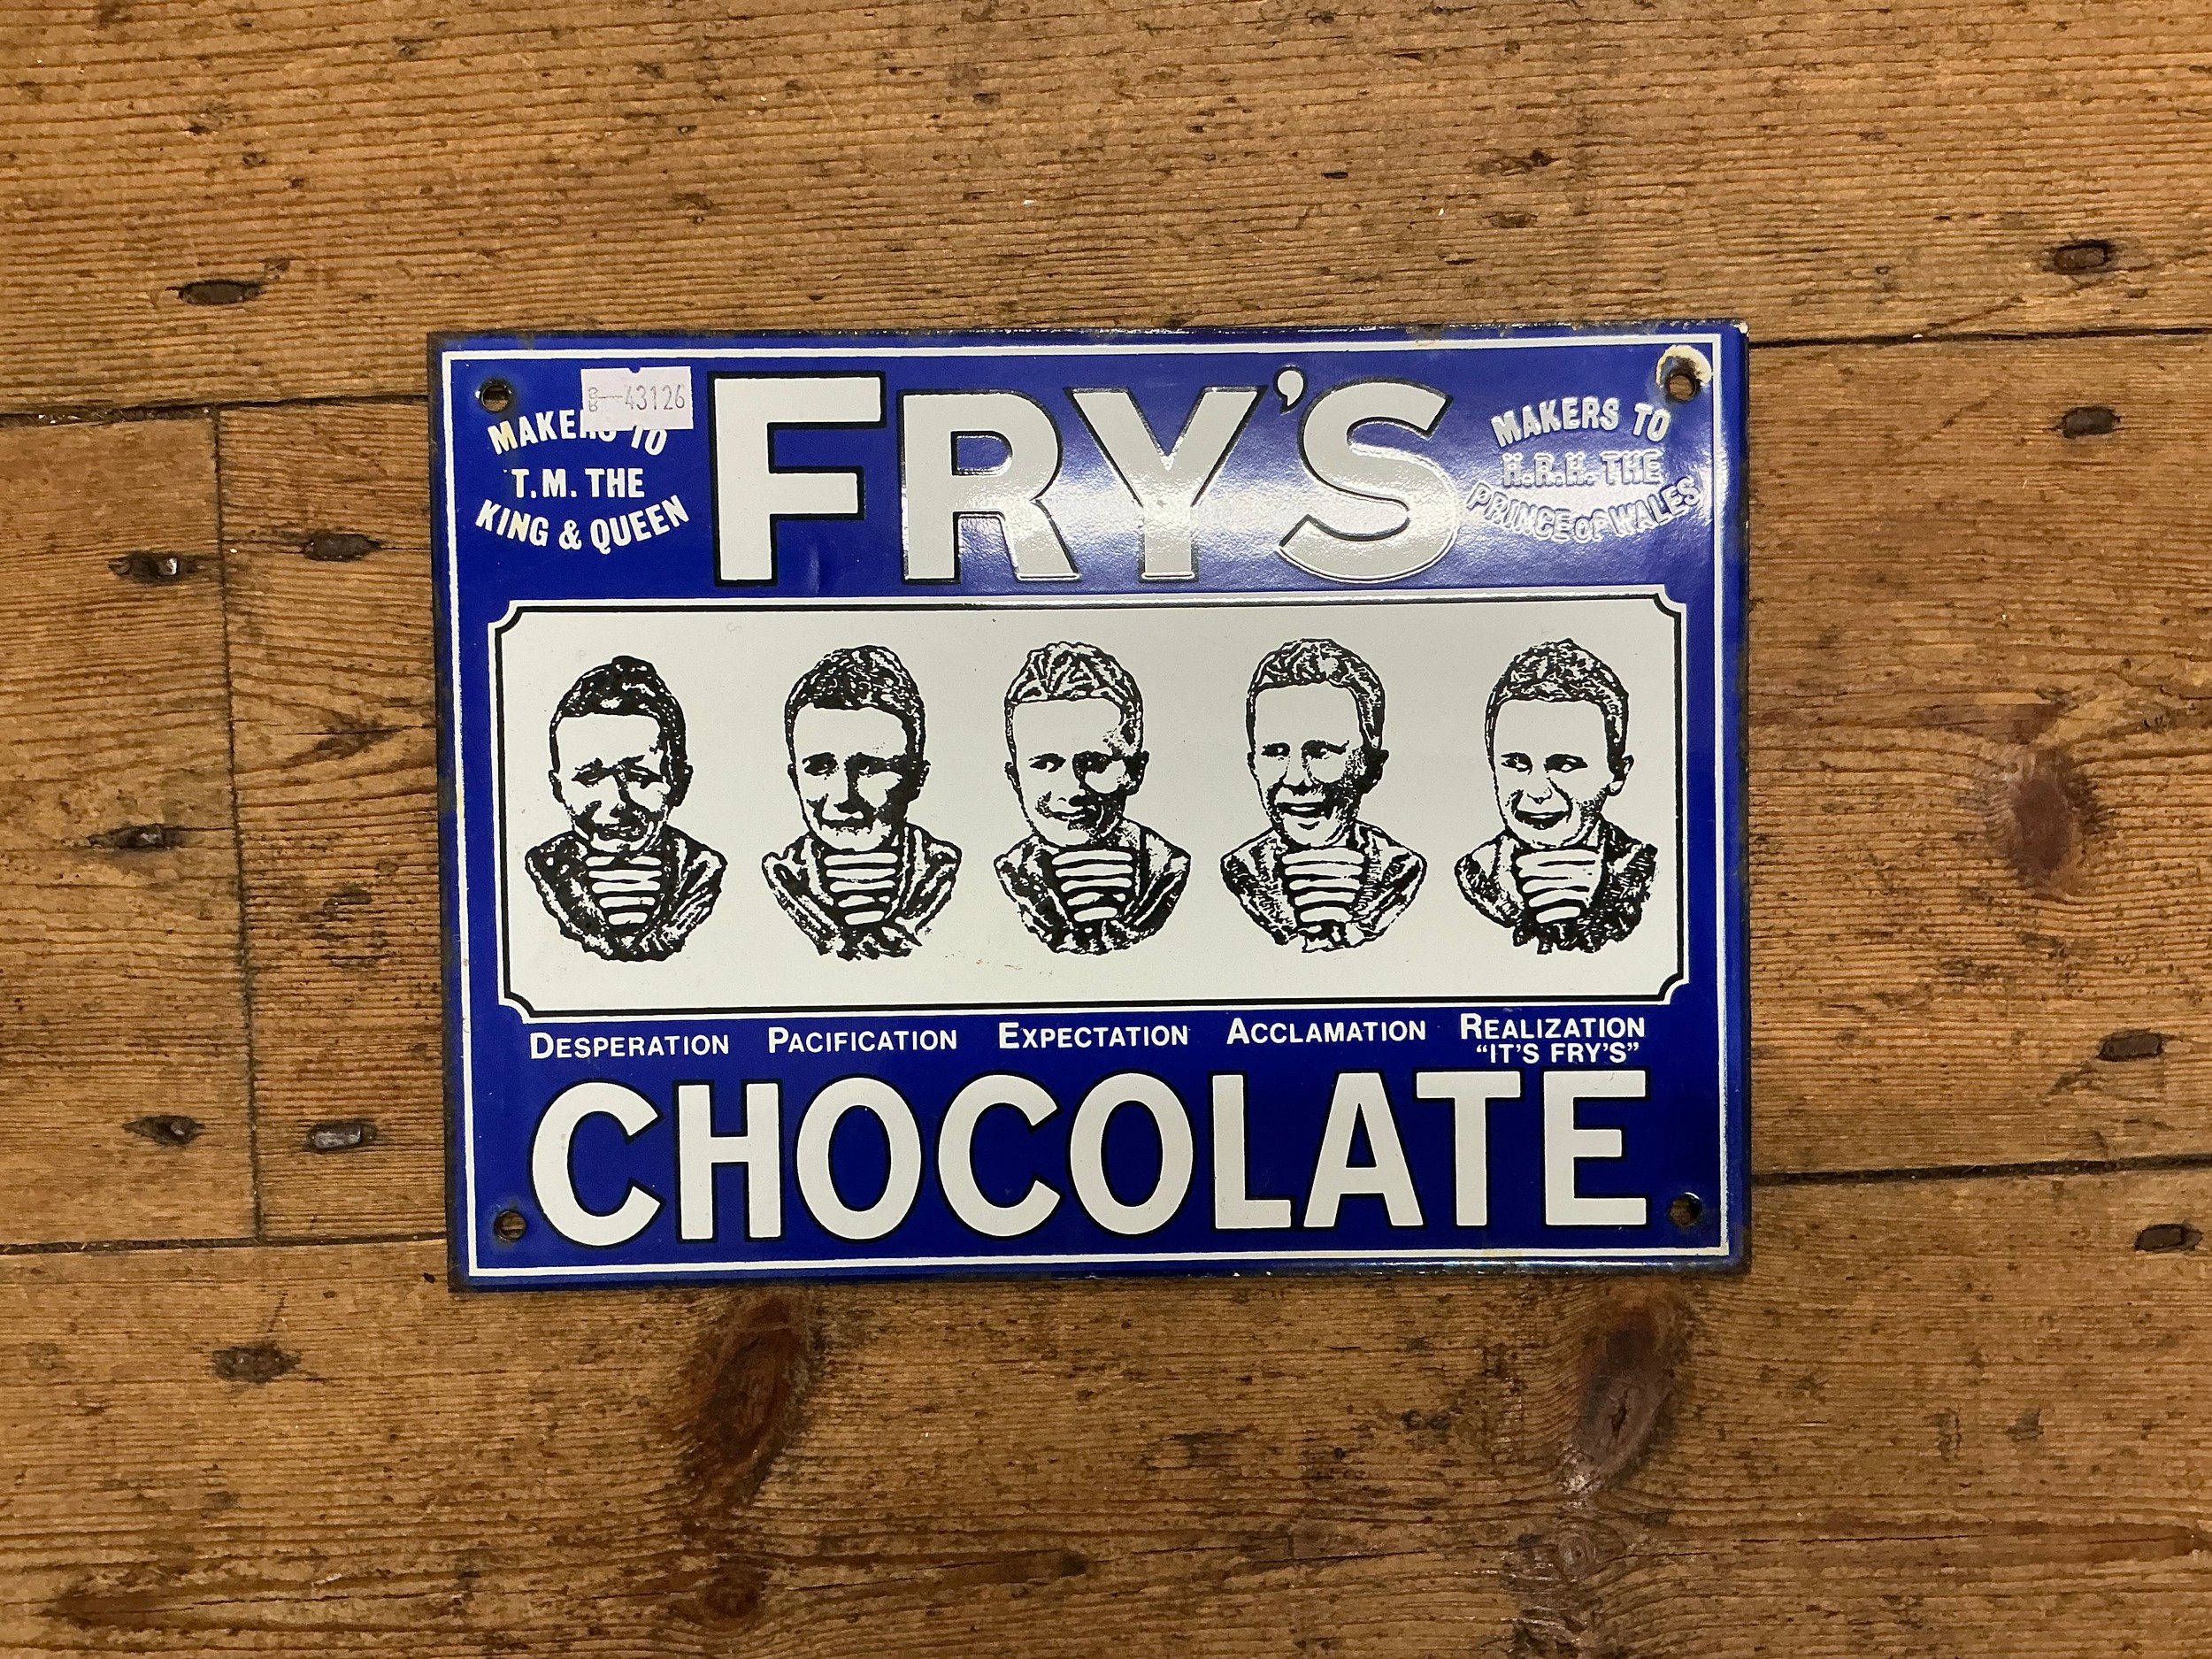 43126
MAKERS TO
T.M. THE
KING & QUEEN
FRY'S
MAKERS TO
H.R.H. THE
PRINCE OF WALES
DESPERATION PACIFICATION EXPECTATION ACCLAMATION REALIZATION
"IT'S FRY'S"
CHOCOLATE